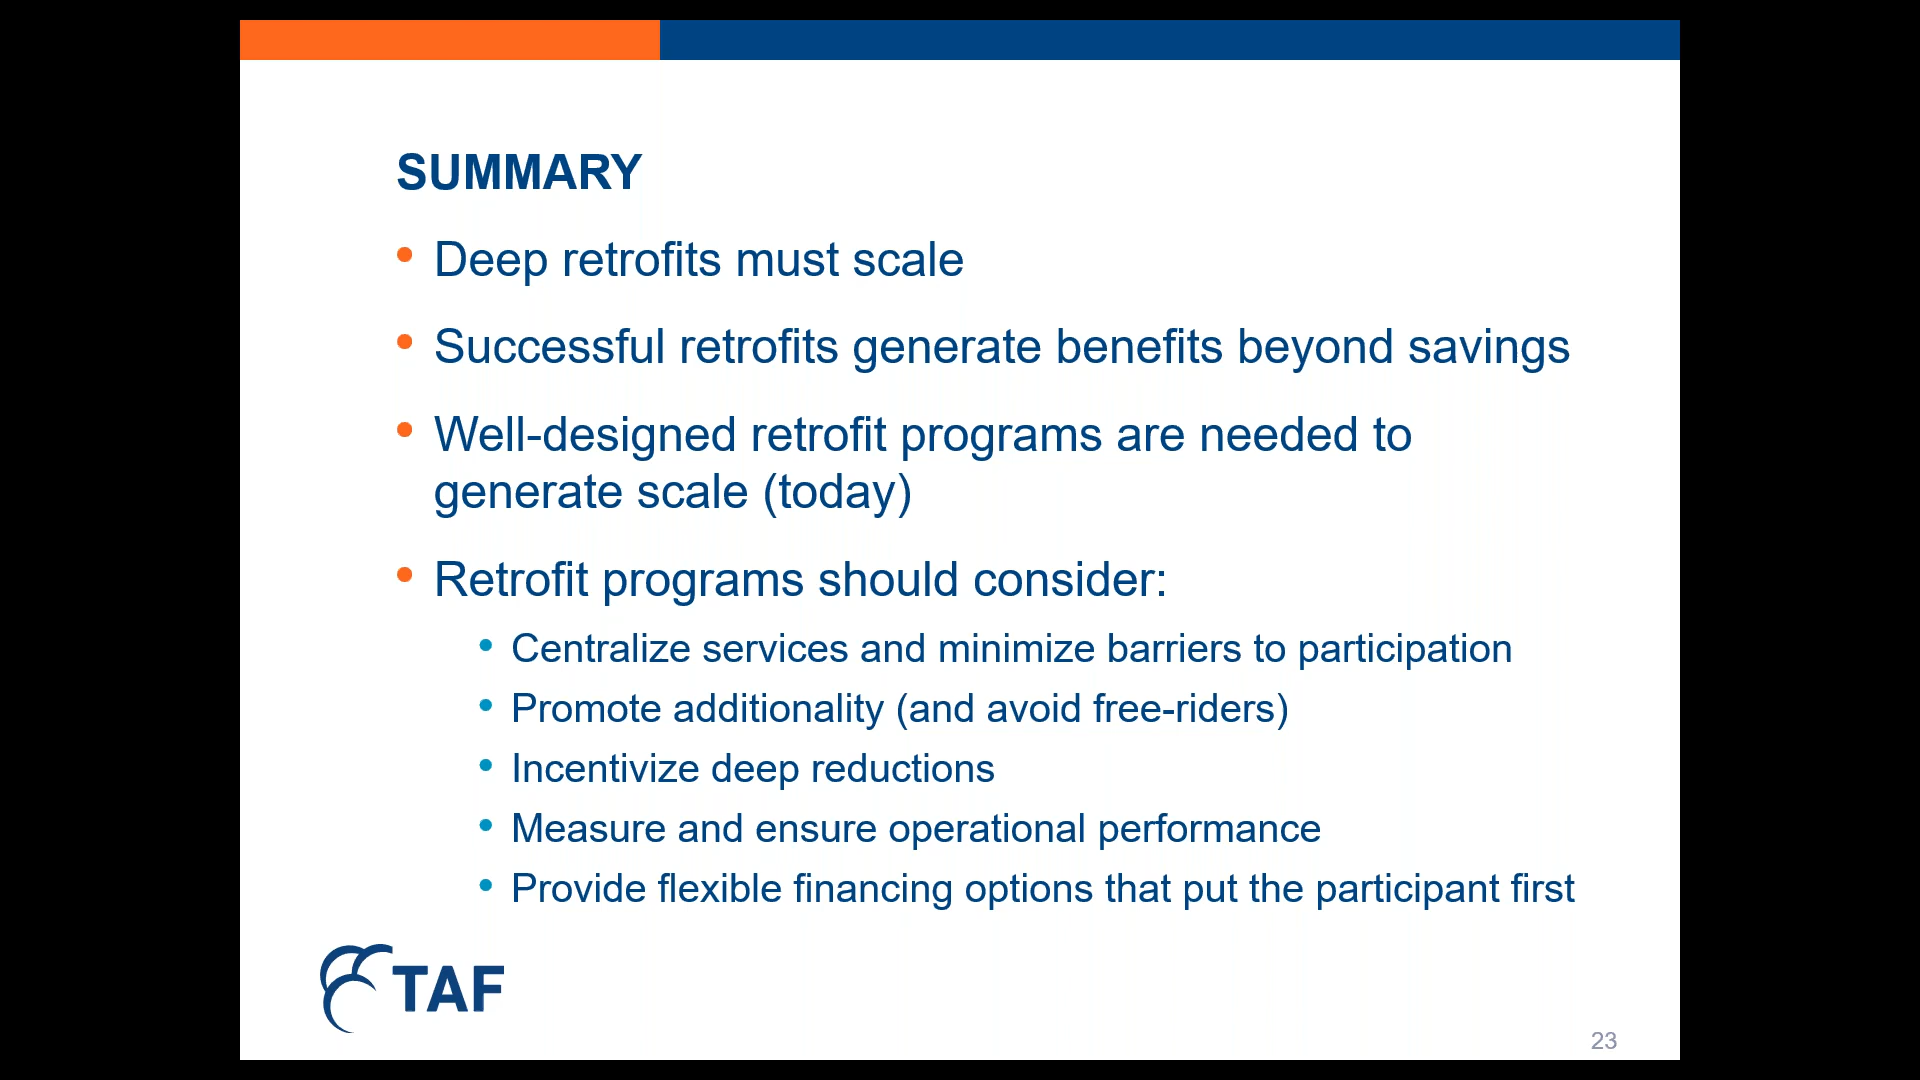 SUMMARY
• Deep retrofits must scale
• Successful retrofits generate benefits beyond savings
• Well-designed retrofit programs are needed to
generate scale (today)
• Retrofit programs should consider:
• Centralize services and minimize barriers to participation
• Promote additionality (and avoid free-riders)
• Incentivize deep reductions
• Measure and ensure operational performance
• Provide flexible financing options that put the participant first
TAF
23